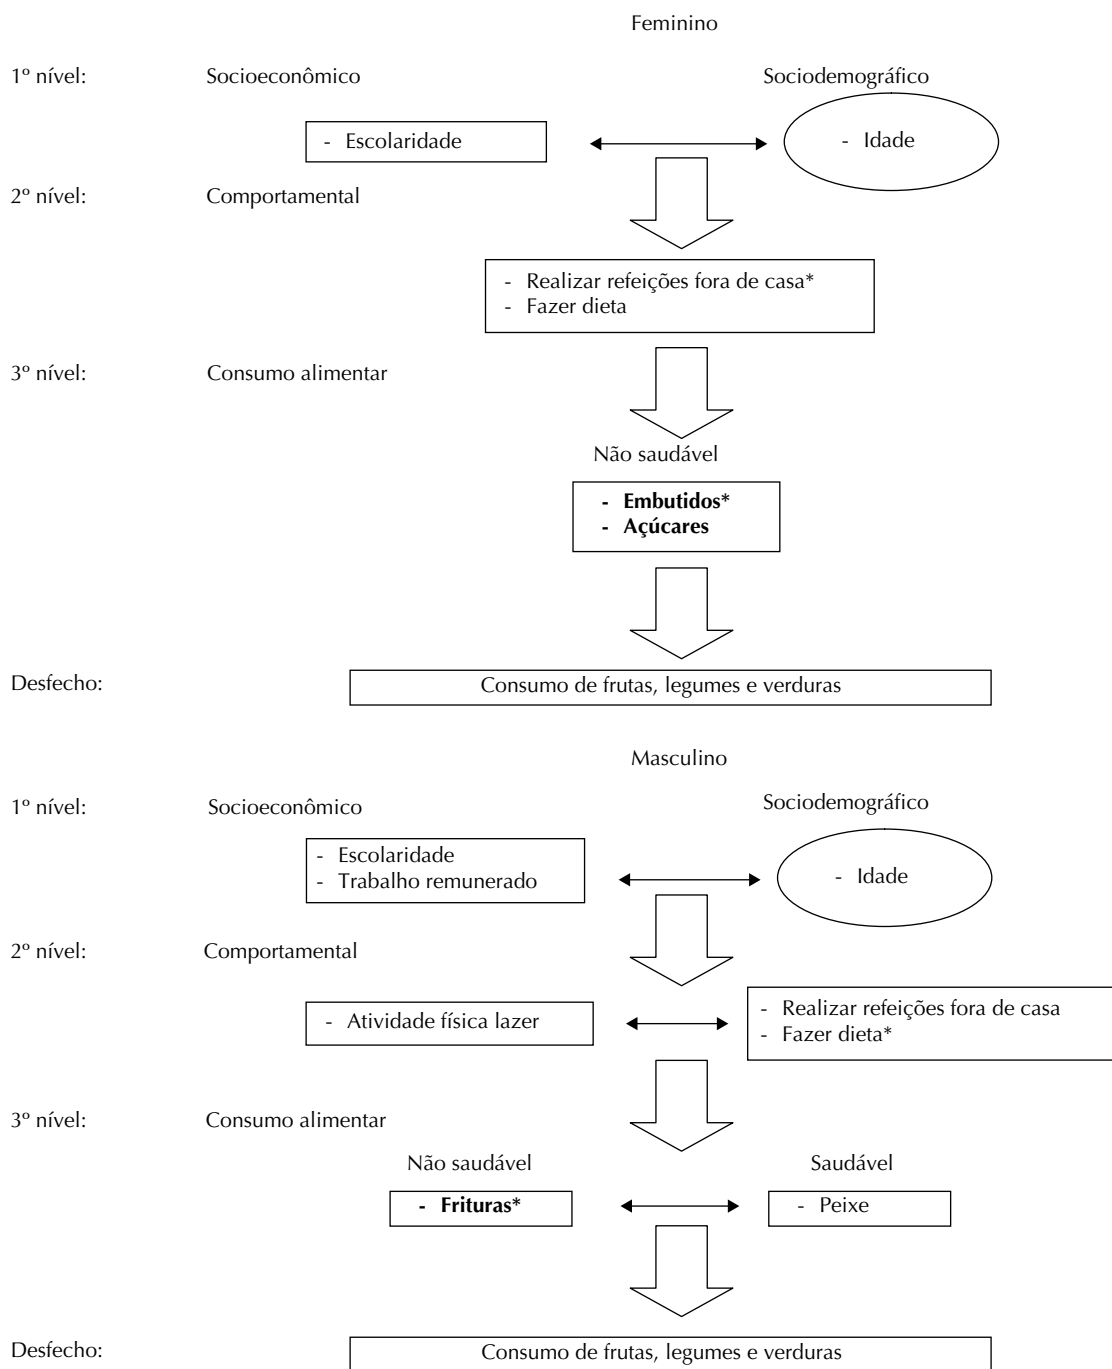 Feminino
1º nível: Socioeconômico Sociodemográfico
- Escolaridade - Idade
2º nível: Comportamental
- Realizar refeições fora de casa*
- Fazer dieta
3º nível: Consumo alimentar
Não saudável
- Embutidos*
- Açúcares
Desfecho: Consumo de frutas, legumes e verduras
Masculino
1º nível: Socioeconômico Sociodemográfico
- Escolaridade
- Trabalho remunerado - Idade
2º nível: Comportamental
- Atividade física lazer - Realizar refeições fora de casa
- Fazer dieta*
3º nível: Consumo alimentar
Não saudável Saudável
- Frituras* - Peixe
Desfecho: Consumo de frutas, legumes e verduras